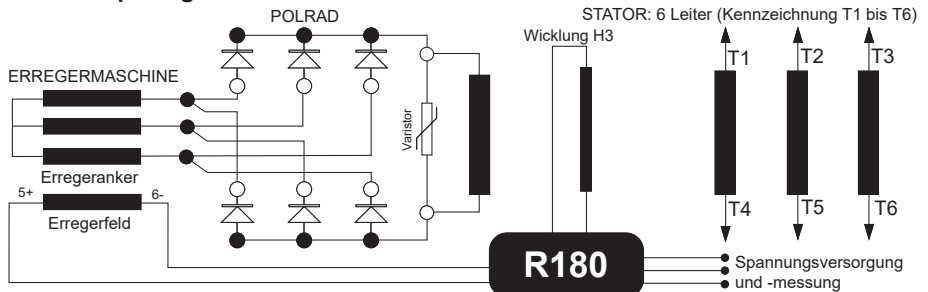 POLRAD
STATOR: 6 Leiter (Kennzeichnung T1 bis T6)
Wicklung H3
T1
T2
T3
ERREGERMASCHINE
Varistor
Erregeranker
5+
6-
Erregerfeld
T4
T5
T6
R180
Spannungsversorgung
und -messung